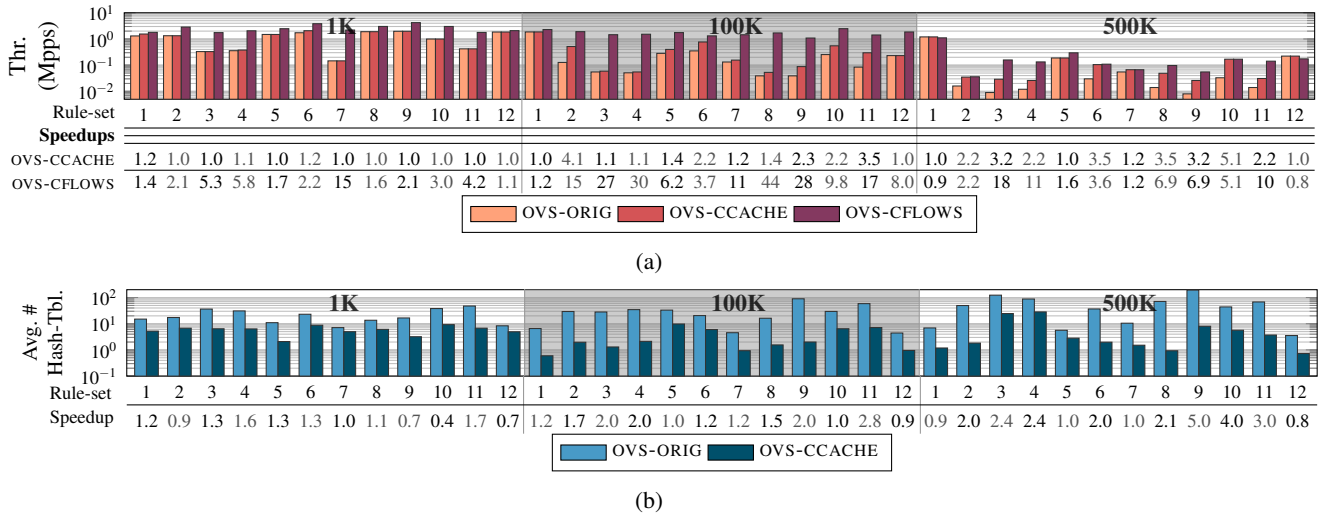 1K 100K 500K
Thr.
(Mpps)
10^1
10^0
10^-1
10^-2
Rule-set 1 2 3 4 5 6 7 8 9 10 11 12 1 2 3 4 5 6 7 8 9 10 11 12 1 2 3 4 5 6 7 8 9 10 11 12
Speedups
OVS-CCACHE 1.2 1.0 1.0 1.1 1.0 1.2 1.0 1.0 1.0 1.0 1.0 1.0 1.0 4.1 1.1 1.1 1.4 2.2 1.2 1.4 2.3 2.2 3.5 1.0 1.0 2.2 3.2 2.2 1.0 3.5 1.2 3.5 3.2 5.1 2.2 1.0
OVS-CFLOWS 1.4 2.1 5.3 5.8 1.7 2.2 15 1.6 2.1 3.0 4.2 1.1 1.2 15 27 30 6.2 3.7 11 44 28 9.8 17 8.0 0.9 2.2 18 11 1.6 3.6 1.2 6.9 6.9 5.1 10 0.8
OVS-ORIG OVS-CCACHE OVS-CFLOWS
(a)
1K 100K 500K
Avg. #
Hash-Tbl.
10^2
10^1
10^0
10^-1
Rule-set 1 2 3 4 5 6 7 8 9 10 11 12 1 2 3 4 5 6 7 8 9 10 11 12 1 2 3 4 5 6 7 8 9 10 11 12
Speedup 1.2 0.9 1.3 1.6 1.3 1.3 1.0 1.1 0.7 0.4 1.7 0.7 1.2 1.7 2.0 2.0 1.0 1.2 1.2 1.5 2.0 1.0 2.8 0.9 0.9 2.0 2.4 2.4 1.0 2.0 1.0 2.1 5.0 4.0 3.0 0.8
OVS-ORIG OVS-CCACHE
(b)